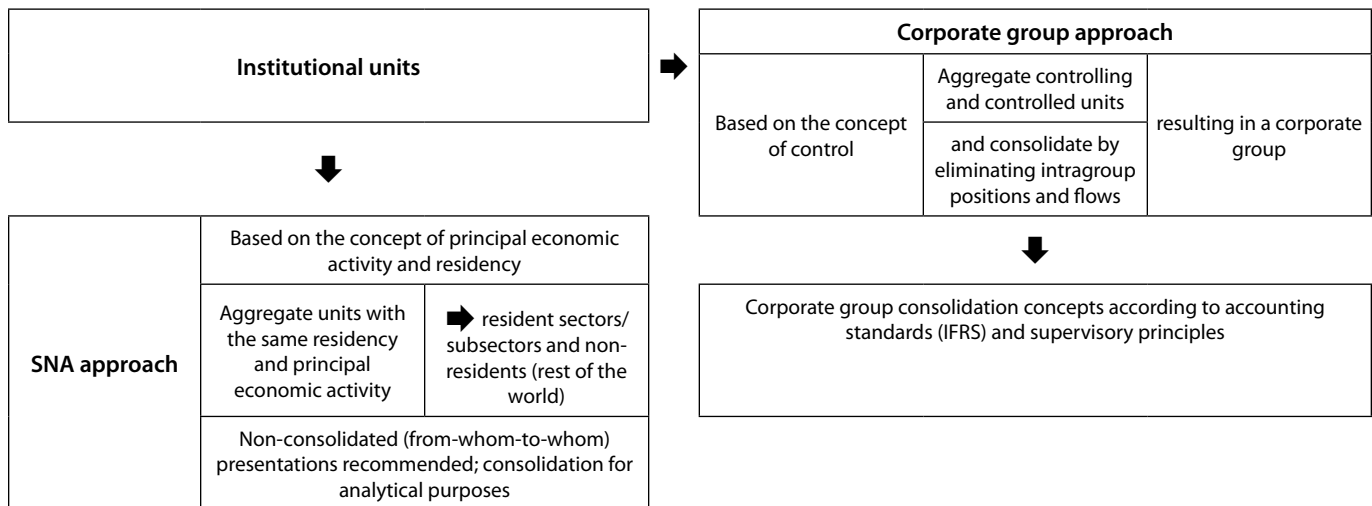 Institutional units
Corporate group approach
Based on the concept
of control
Aggregate controlling
and controlled units
and consolidate by
eliminating intragroup
positions and flows
resulting in a corporate
group
SNA approach
Based on the concept of principal economic
activity and residency
Aggregate units with
the same residency
and principal
economic activity
resident sectors/
subsectors and non-
residents (rest of the
world)
Non-consolidated (from-whom-to-whom)
presentations recommended; consolidation for
analytical purposes
Corporate group consolidation concepts according to accounting
standards (IFRS) and supervisory principles